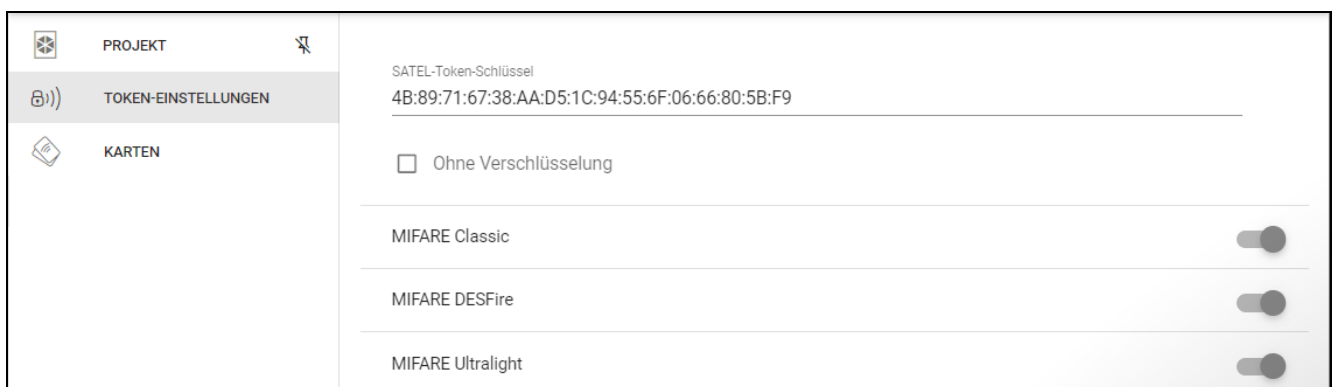 PROJEKT
TOKEN-EINSTELLUNGEN
KARTEN
SATEL-Token-Schlüssel
4B:89:71:67:38:AA:D5:1C:94:55:6F:06:66:80:5B:F9
Ohne Verschlüsselung
MIFARE Classic
MIFARE DESFire
MIFARE Ultralight